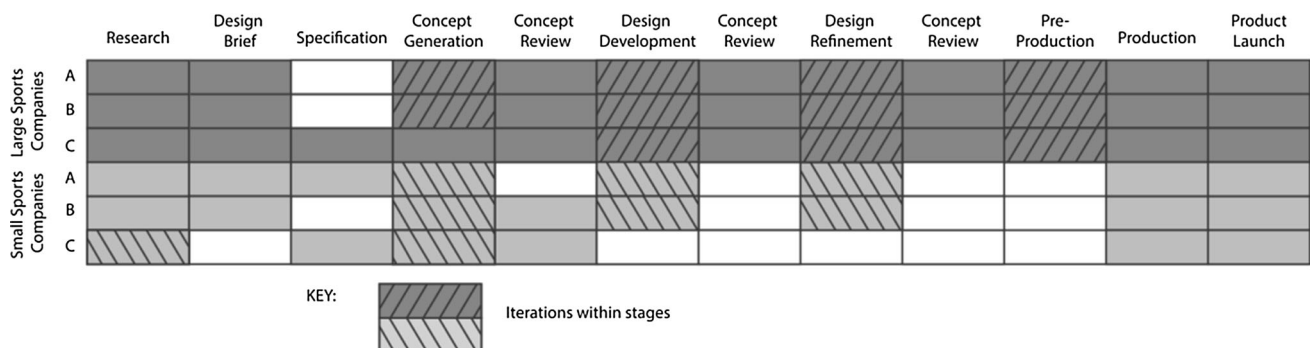 Research
Design
Brief
Specification
Concept
Generation
Concept
Review
Design
Development
Concept
Review
Design
Refinement
Concept
Review
Pre-
Production
Production
Product
Launch
Large Sports
Companies
A
B
C
Small Sports
Companies
A
B
C
KEY:
Iterations within stages